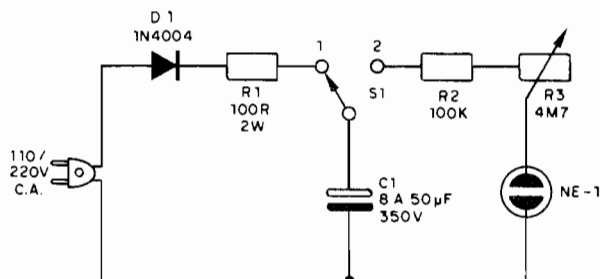 D1
1N4004
1
2
R1
100R
2W
S1
R2
100K
R3
4M7
110/
220V
C.A.
C1
8 A 50µF
350V
NE-1